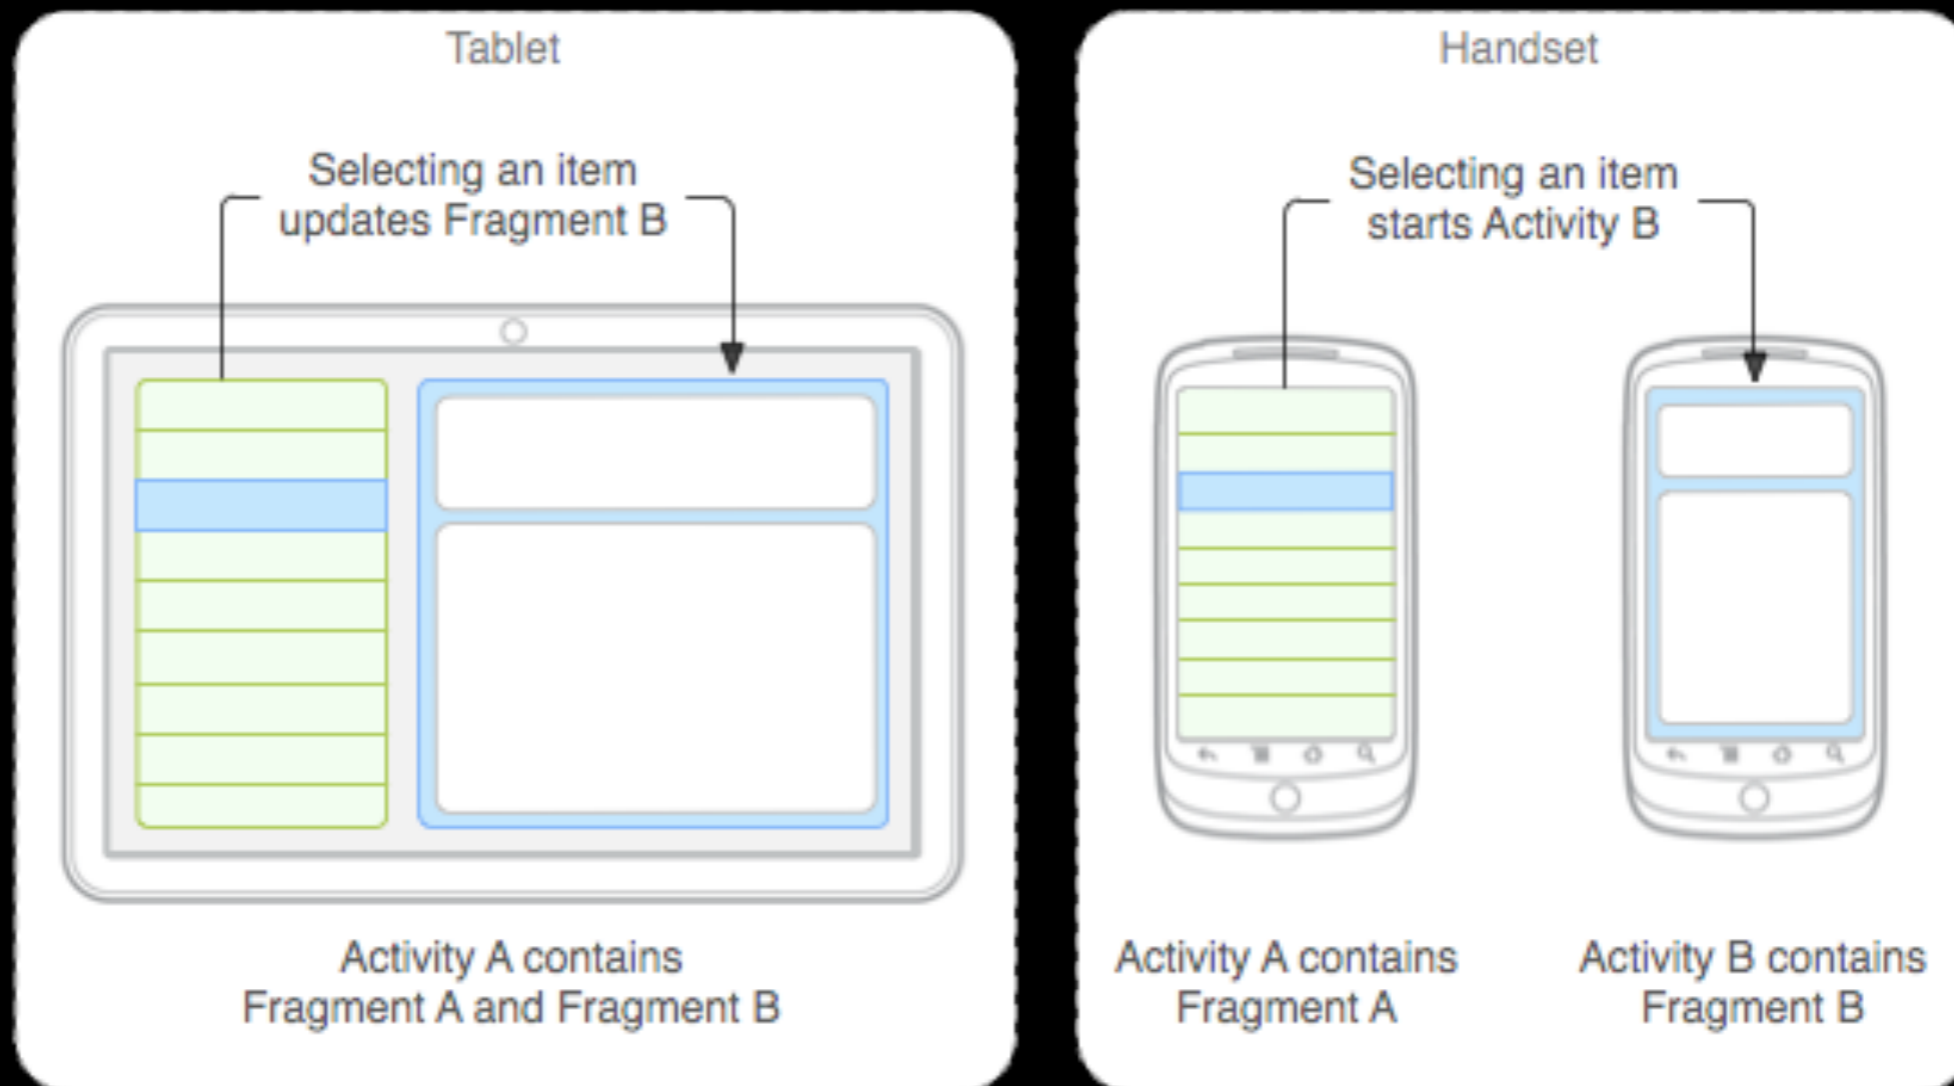 Tablet
Selecting an item
updates Fragment B
Activity A contains
Fragment A and Fragment B
Handset
Selecting an item
starts Activity B
Activity A contains
Fragment A
Activity B contains
Fragment B